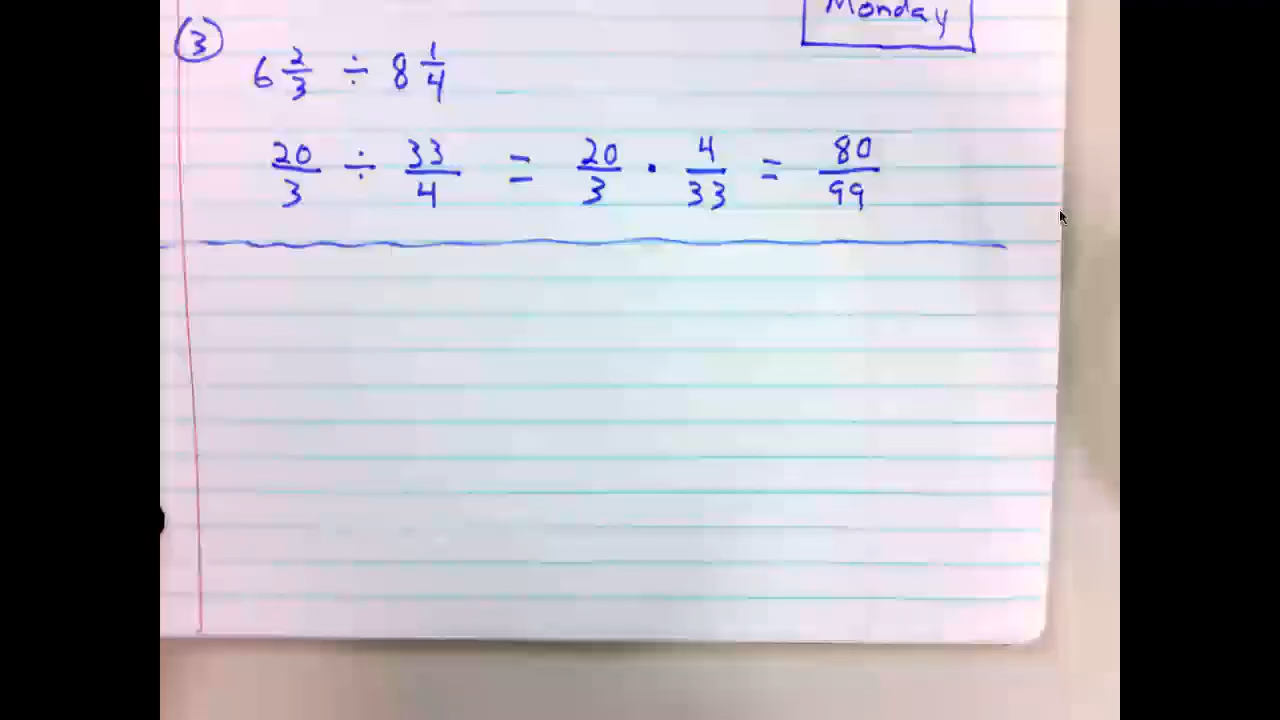 Monday
③
6 2/3 ÷ 8 1/4
20/3 ÷ 33/4 = 20/3 · 4/33 = 80/99